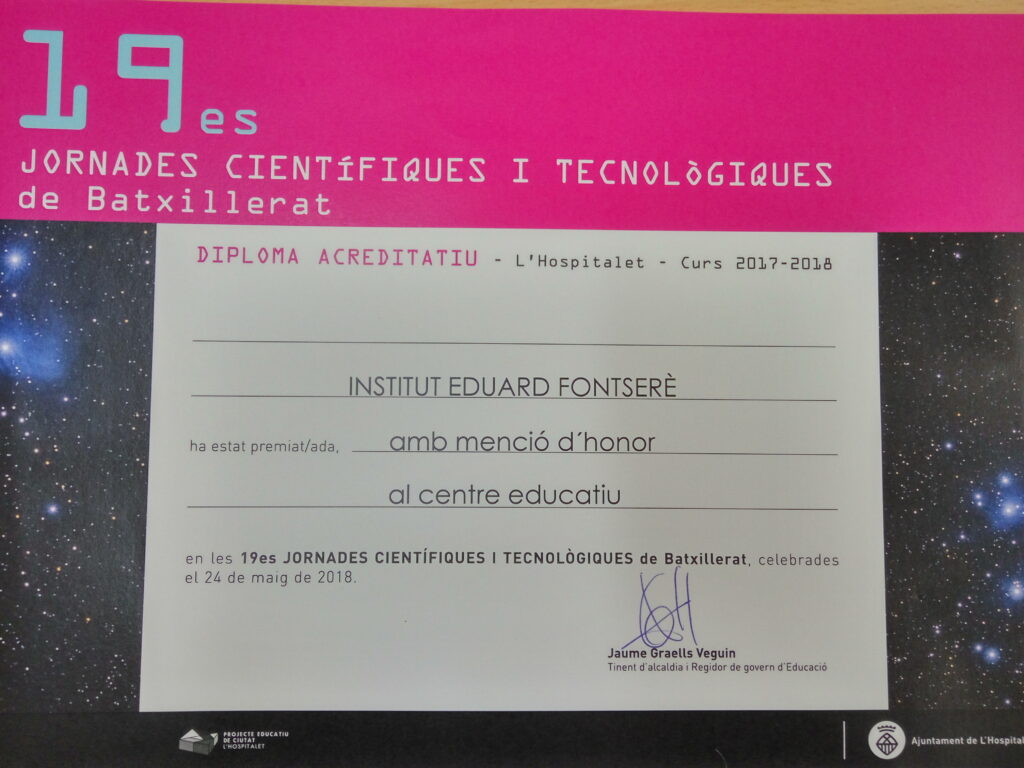 19es
JORNADES CIENTÍFIQUES I TECNOLÒGIQUES
de Batxillerat
DIPLOMA ACREDITATIU - L'Hospitalet - Curs 2017-2018
INSTITUT EDUARD FONTSERÈ
ha estat premiat/ada, amb menció d´honor
al centre educatiu
en les 19es JORNADES CIENTÍFIQUES I TECNOLÒGIQUES de Batxillerat, celebrades
el 24 de maig de 2018.
Jaume Graells Veguin
Tinent d'alcaldia i Regidor de govern d'Educació
PROJECTE EDUCATIU
DE CIUTAT
L'HOSPITALET
Ajuntament de L'Hospital